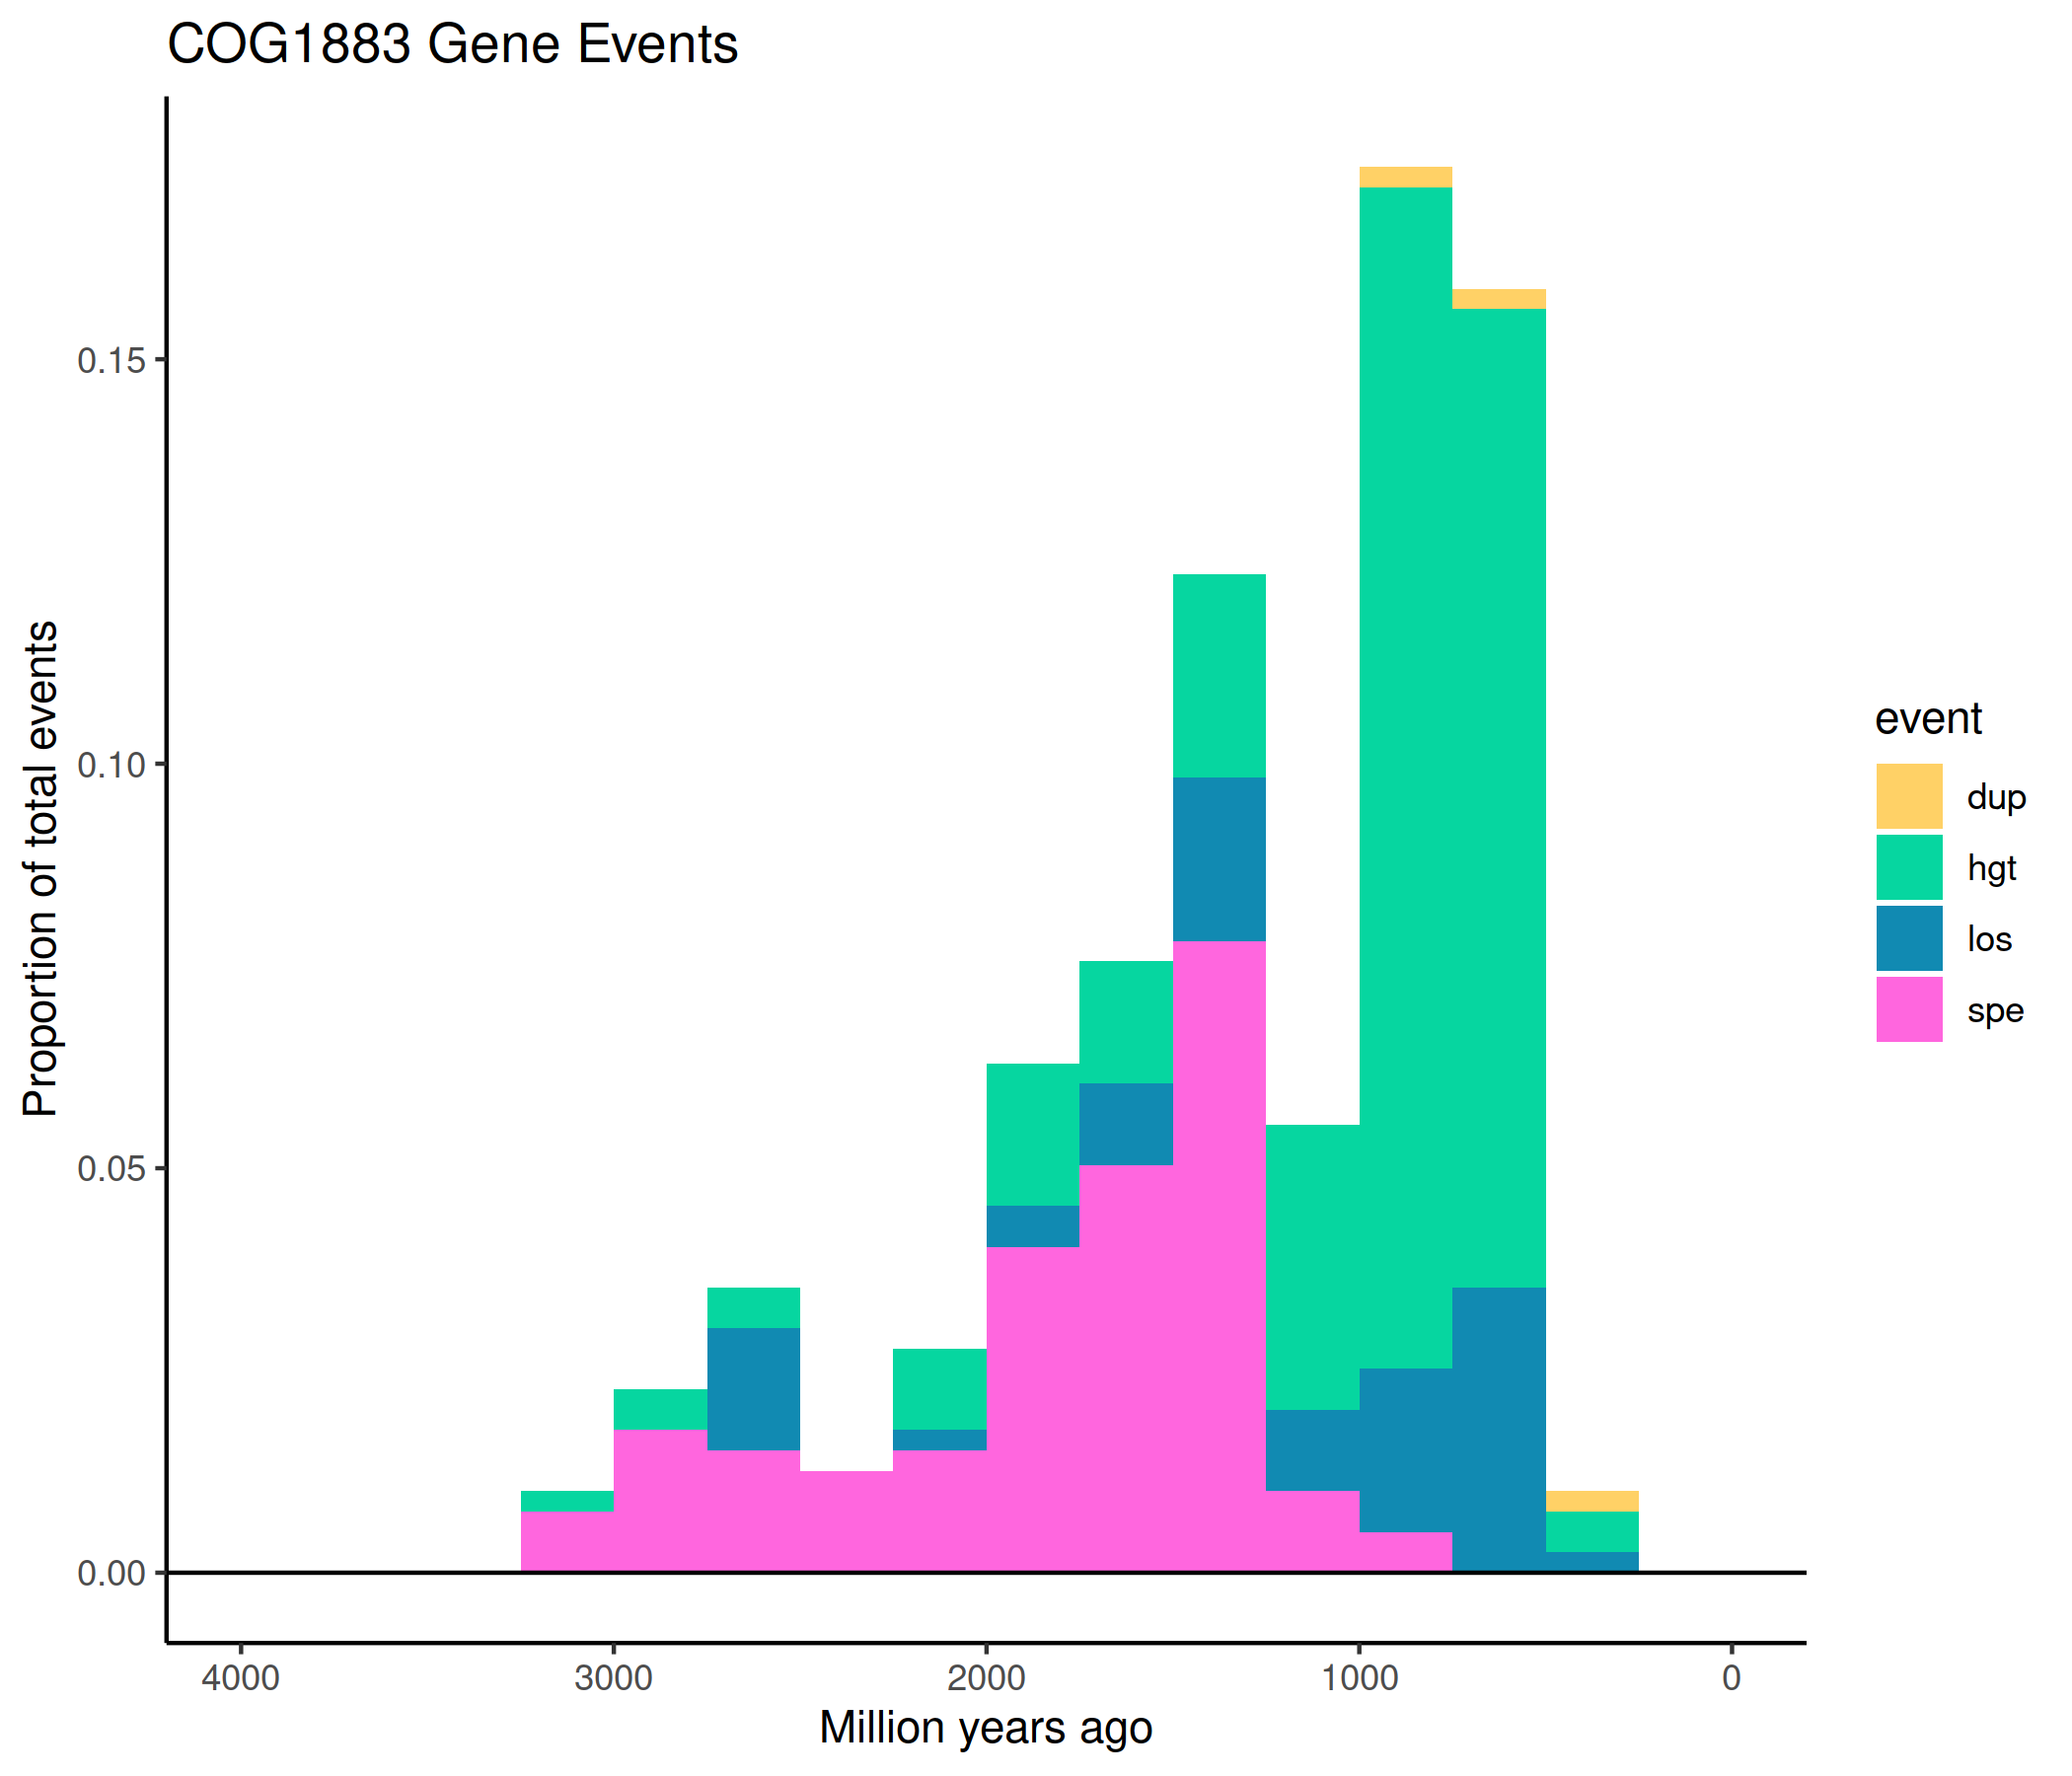 COG1883 Gene Events
Proportion of total events
0.15
0.10
0.05
0.00
4000 3000 2000 1000 0
Million years ago
event
dup
hgt
los
spe